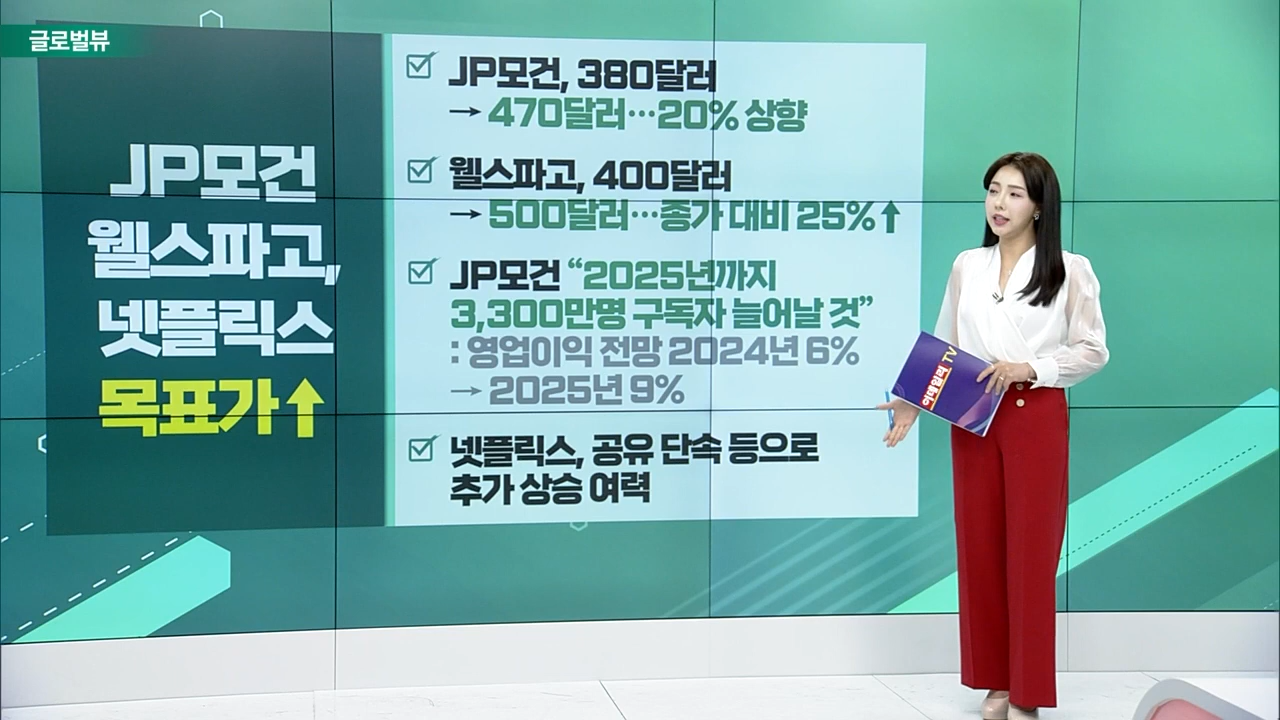 글로벌뷰
JP모건
웰스파고,
넷플릭스
목표가↑
JP모건, 380달러
→ 470달러…20% 상향
웰스파고, 400달러
→ 500달러…종가 대비 25%↑
JP모건 “2025년까지
3,300만명 구독자 늘어날 것”
: 영업이익 전망 2024년 6%
→ 2025년 9%
넷플릭스, 공유 단속 등으로
추가 상승 여력
이데일리 TV